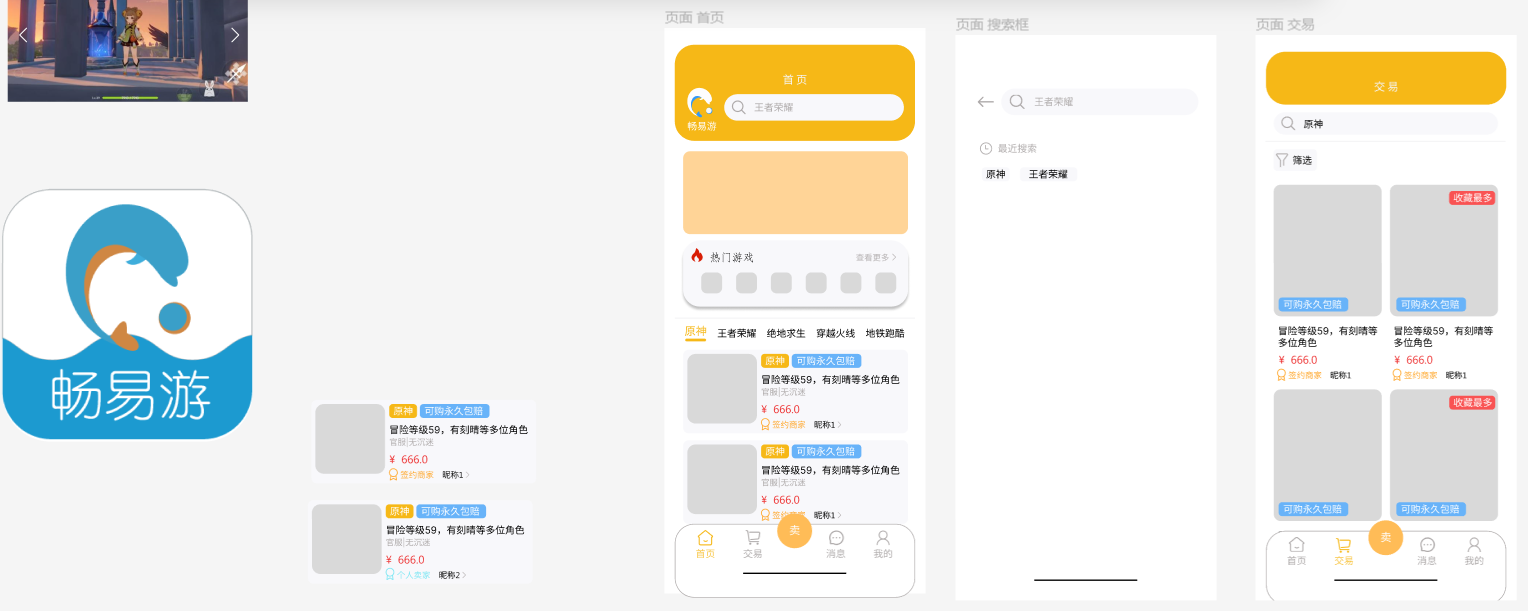 畅易游
原神 可购永久包赔
冒险等级59，有刻晴等多位角色
官服|无沉迷
¥ 666.0
签约商家 昵称1
原神 可购永久包赔
冒险等级59，有刻晴等多位角色
官服|无沉迷
¥ 666.0
个人卖家 昵称2
页面 首页
首 页
王者荣耀
畅易游
热门游戏 查看更多
原神 王者荣耀 绝地求生 穿越火线 地铁跑酷
原神 可购永久包赔
冒险等级59，有刻晴等多位角色
官服|无沉迷
¥ 666.0
签约商家 昵称1
原神 可购永久包赔
冒险等级59，有刻晴等多位角色
官服|无沉迷
¥ 666.0
签约商家 昵称1
卖
首页 交易 消息 我的
页面 搜索框
王者荣耀
最近搜索
原神 王者荣耀
页面 交易
交 易
原神
筛选
收藏最多
可购永久包赔 可购永久包赔
冒险等级59，有刻晴等 冒险等级59，有刻晴等
多位角色 多位角色
¥ 666.0 ¥ 666.0
签约商家 昵称1 签约商家 昵称1
收藏最多
可购永久包赔 可购永久包赔
卖
首页 交易 消息 我的